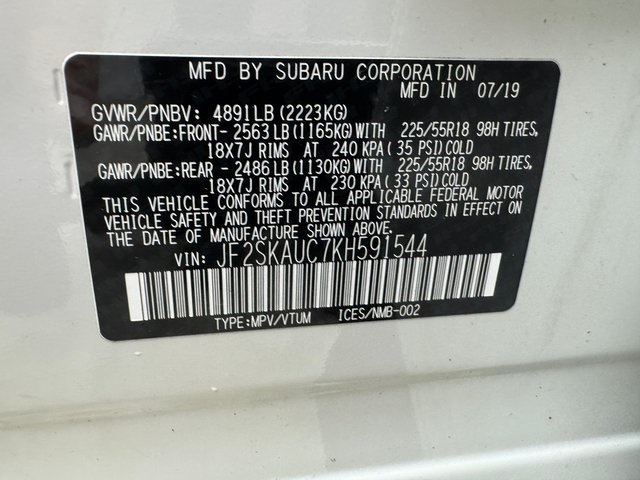 MFD BY SUBARU CORPORATION
MFD IN 07/19
GVWR/PNBV: 4891LB(2223KG)
GAWR/PNBE:FRONT-2563LB(1165KG)WITH 225/55R18 98H TIRES,
18X7J RIMS AT 240 KPA(35 PSI)COLD
GAWR/PNBE:REAR -2486LB(1130KG)WITH 225/55R18 98H TIRES,
18X7J RIMS AT 230 KPA(33 PSI)COLD
THIS VEHICLE CONFORMS TO ALL APPLICABLE FEDERAL MOTOR
VEHICLE SAFETY AND THEFT PREVENTION STANDARDS IN EFFECT ON
THE DATE OF MANUFACTURE SHOWN ABOVE.
VIN: JF2SKAUC7KH591544
TYPE:MPV/VTUM ICES/NMB-002